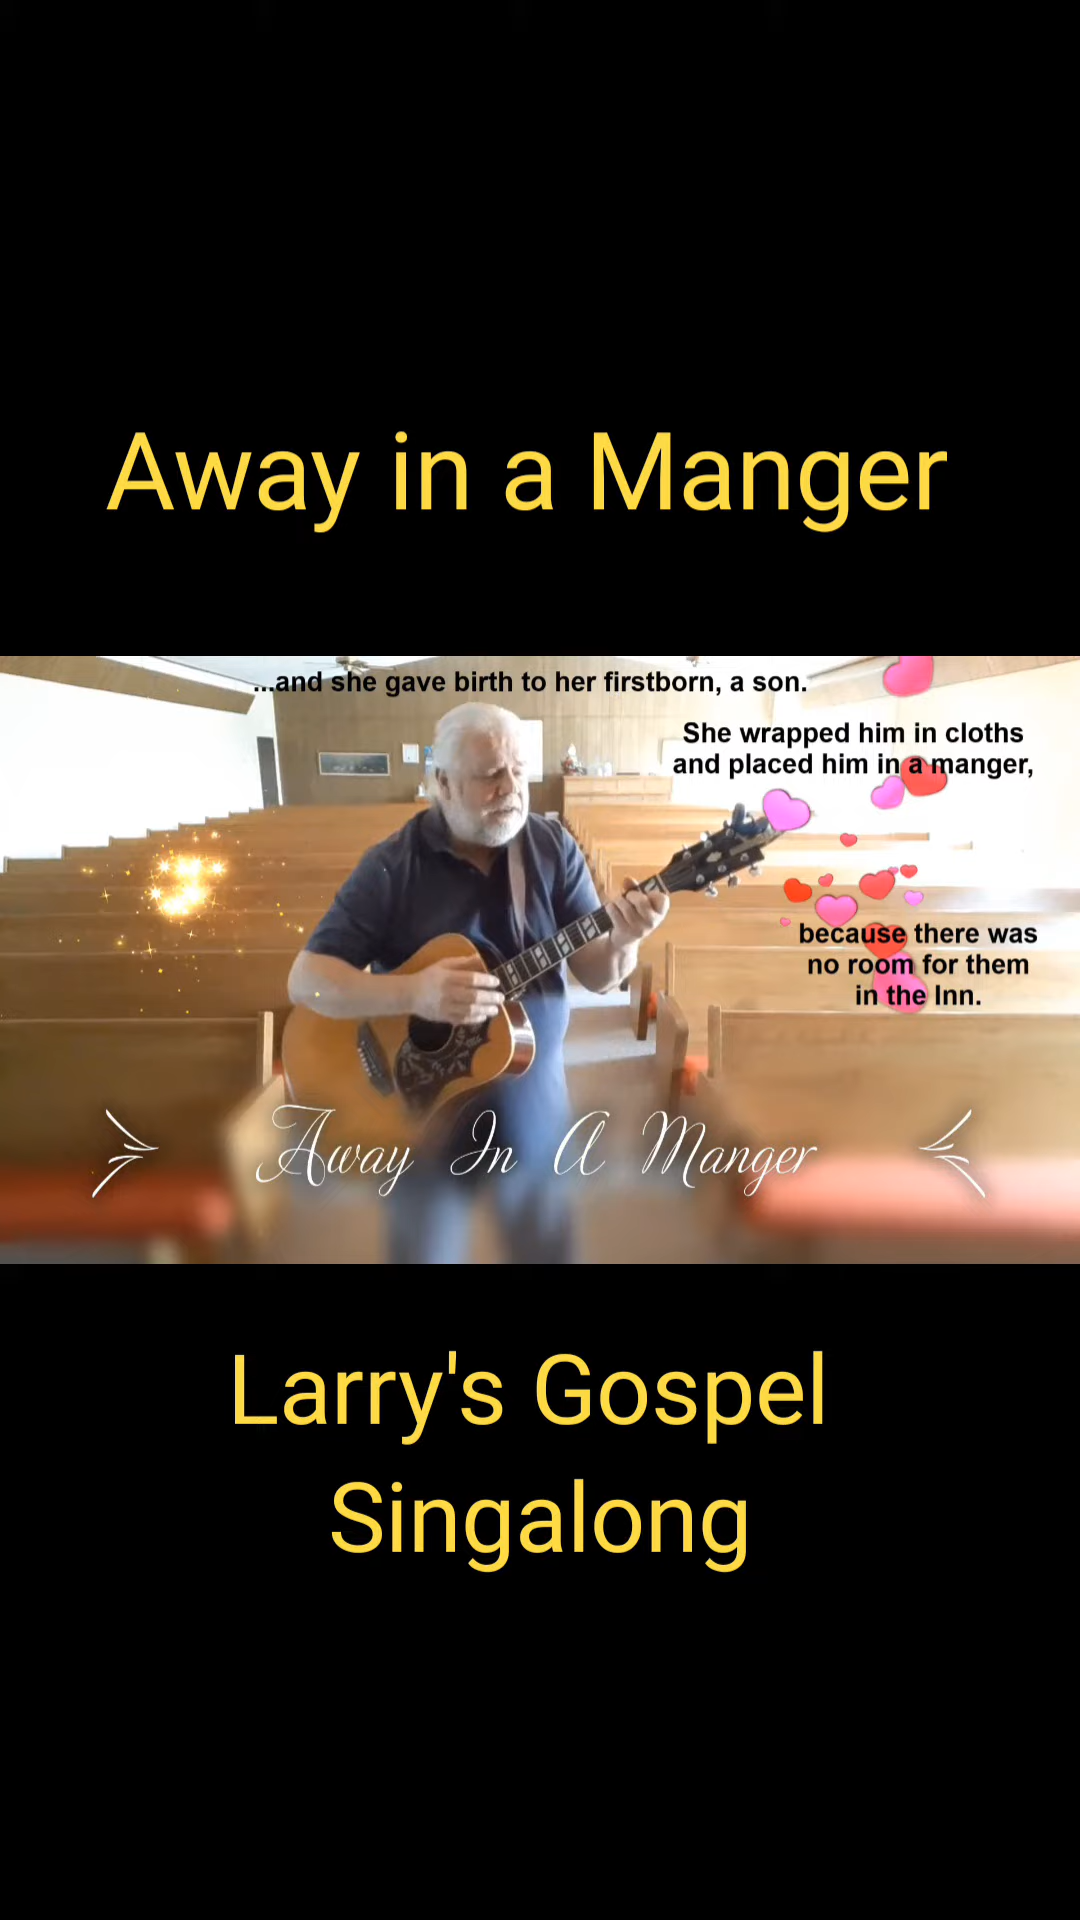 Away in a Manger
...and she gave birth to her firstborn, a son.
She wrapped him in cloths
and placed him in a manger,
because there was
no room for them
in the Inn.
Away In A Manger
Larry's Gospel
Singalong